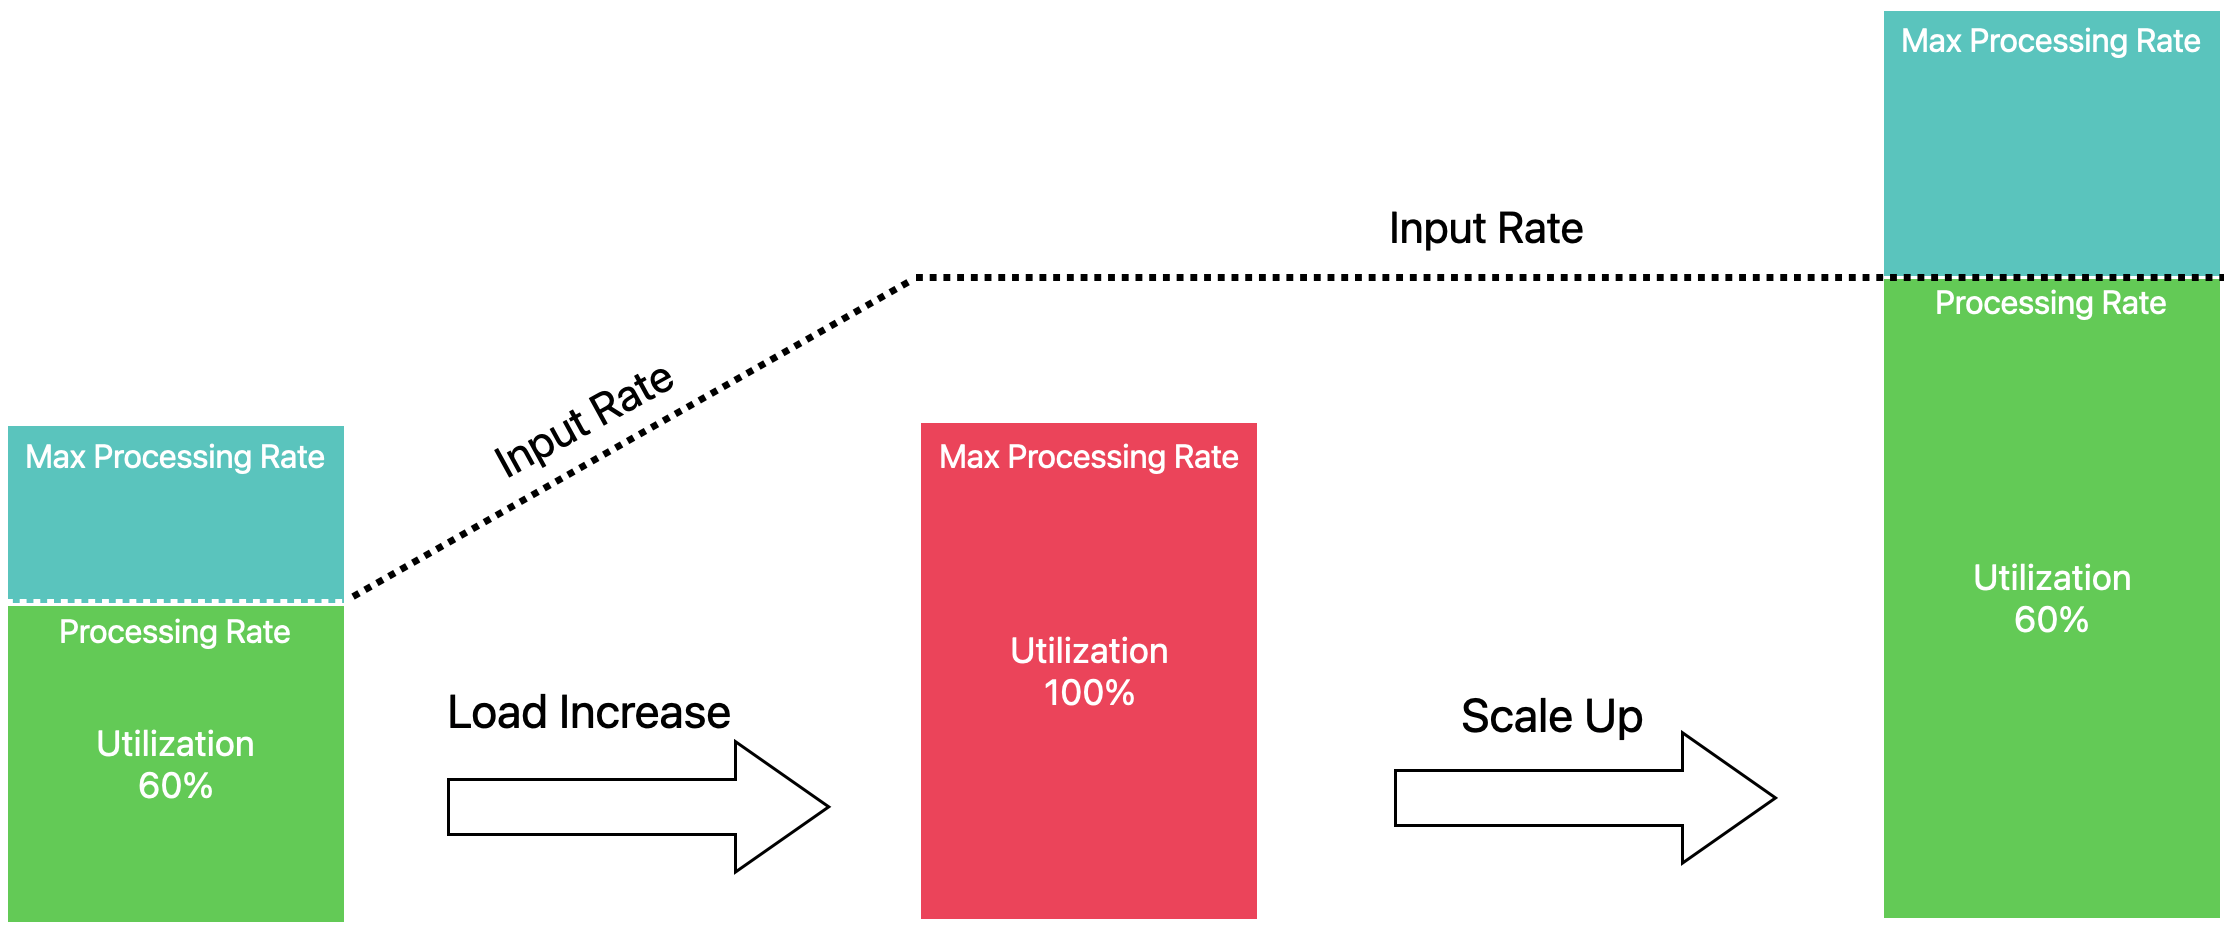 Max Processing Rate
Processing Rate
Utilization
60%
Input Rate
Load Increase
Max Processing Rate
Utilization
100%
Input Rate
Scale Up
Max Processing Rate
Processing Rate
Utilization
60%